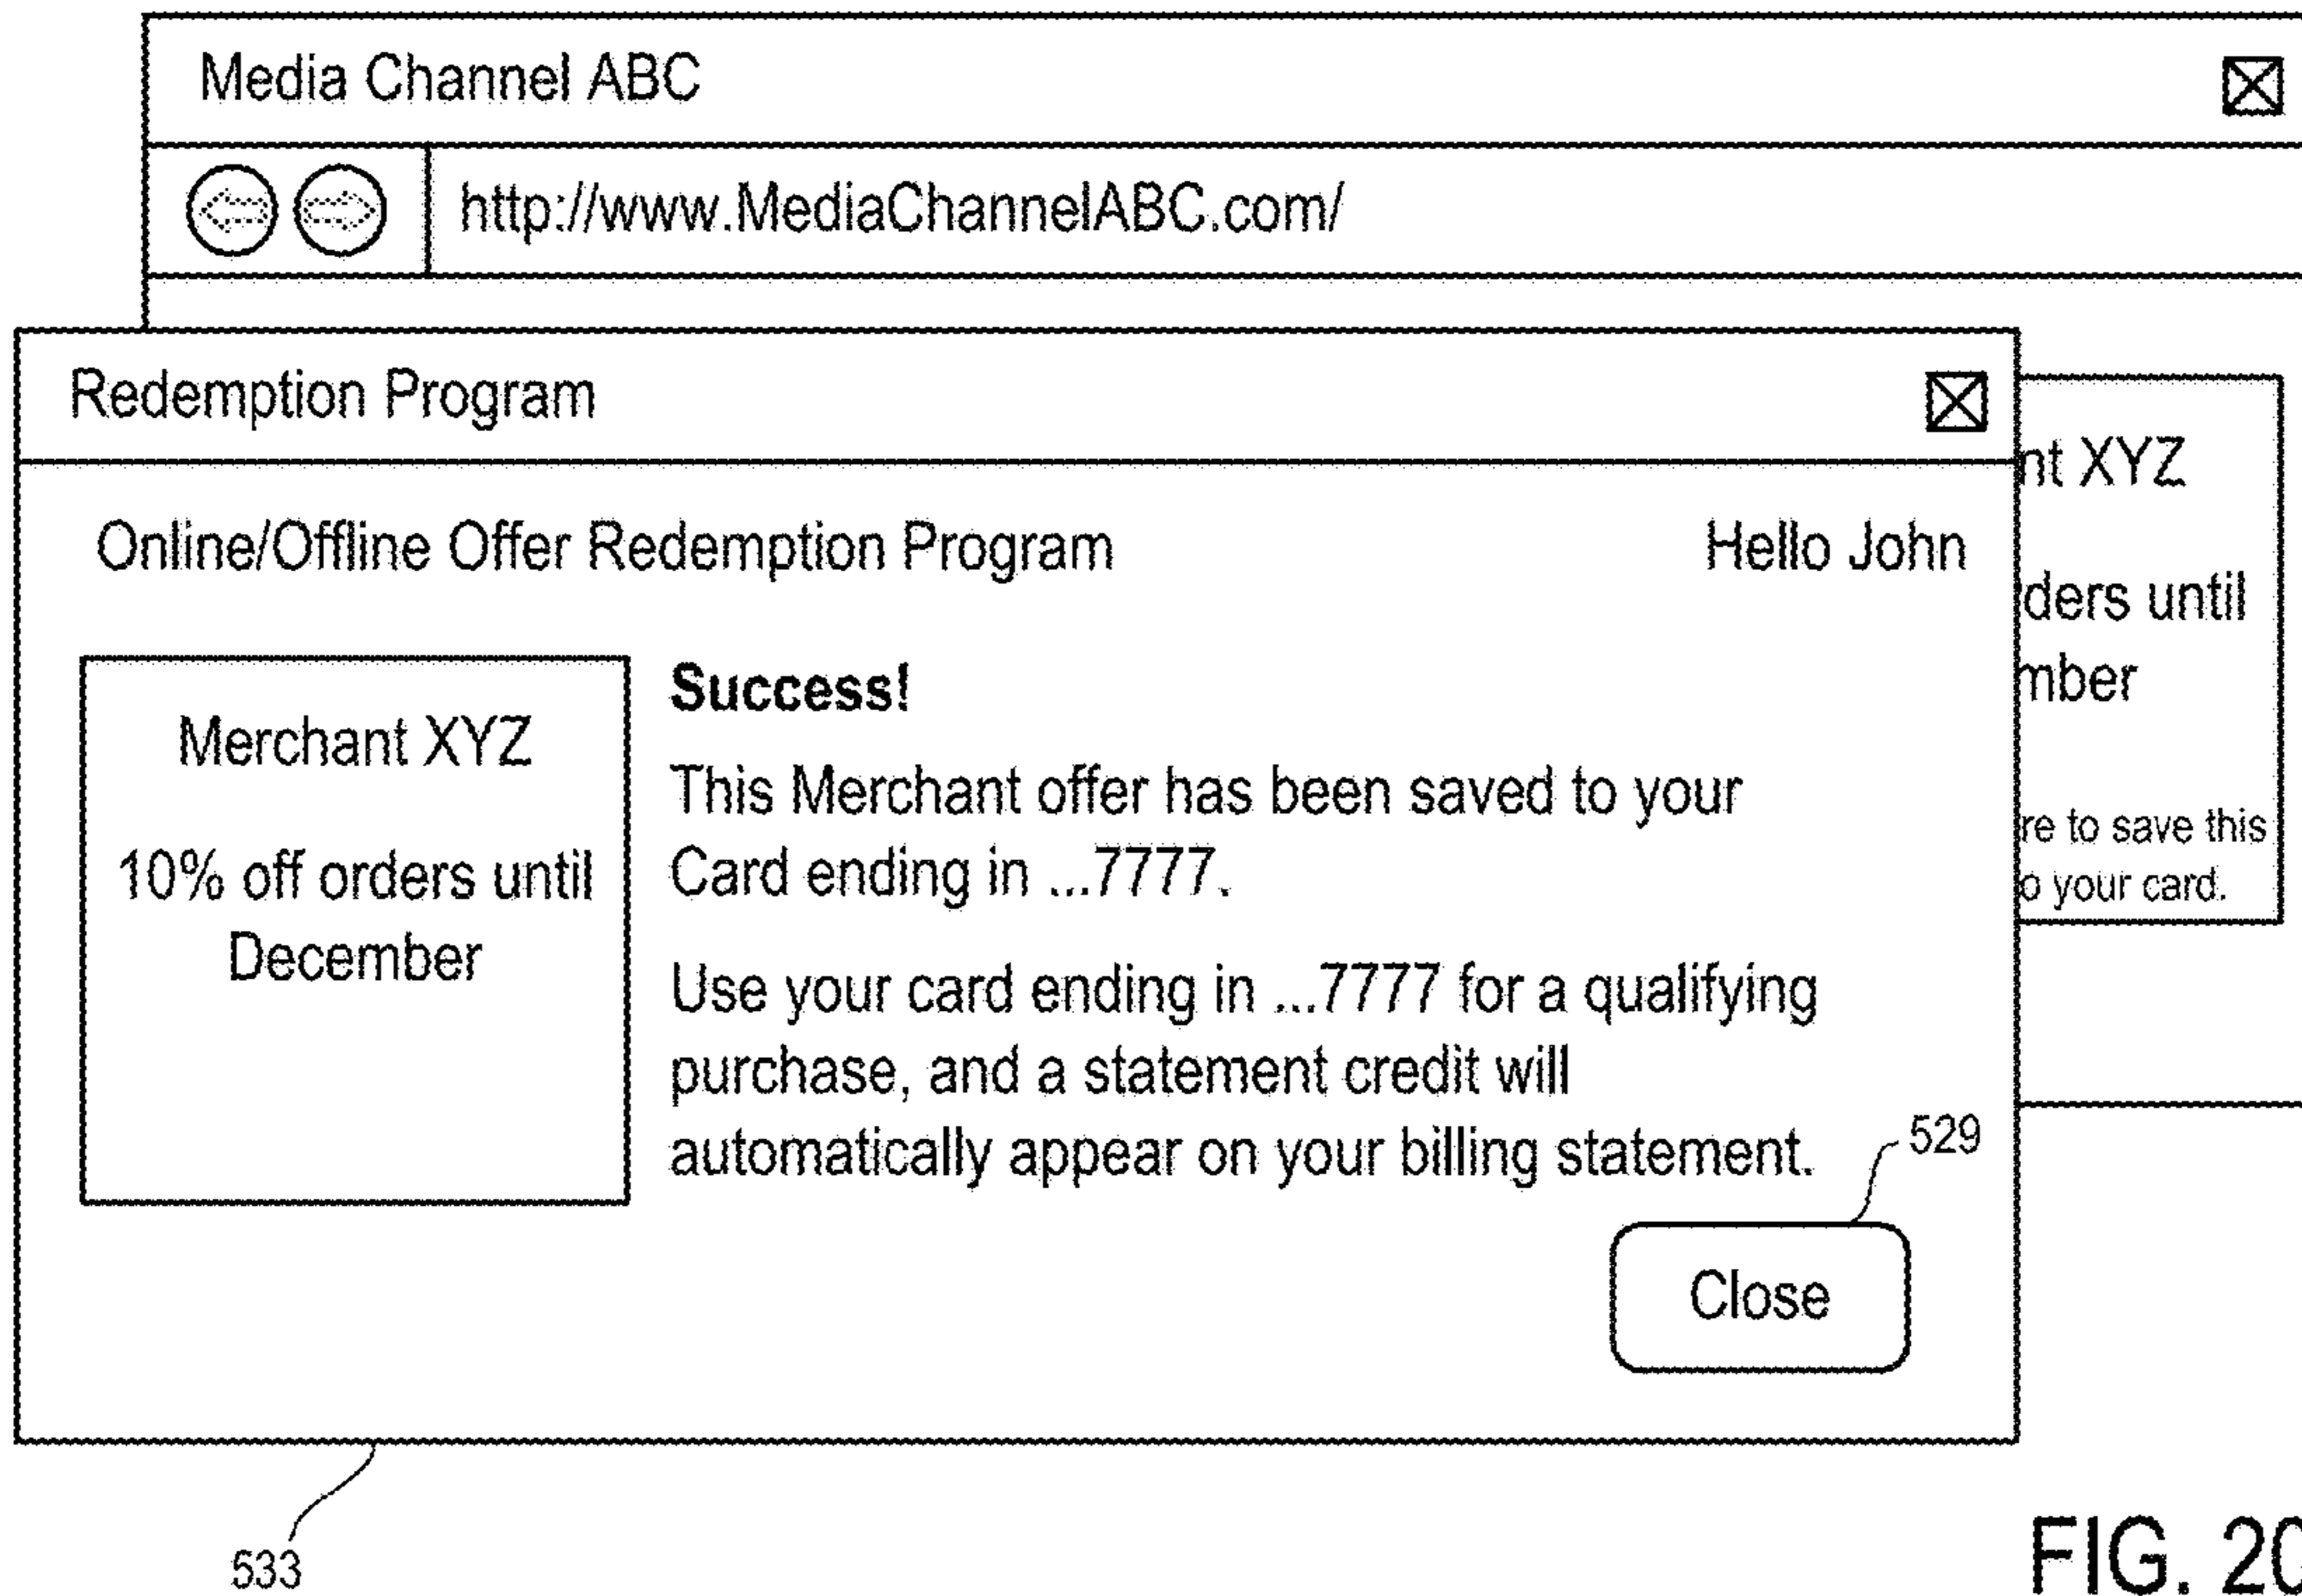 Media Channel ABC
http://www.MediaChannelABC.com/
Redemption Program
Online/Offline Offer Redemption Program
Hello John
Merchant XYZ
10% off orders until
December
Success!
This Merchant offer has been saved to your
Card ending in ...7777.
Use your card ending in ...7777 for a qualifying
purchase, and a statement credit will
automatically appear on your billing statement.
529
Close
nt XYZ
ders until
mber
re to save this
o your card.
533
FIG. 20